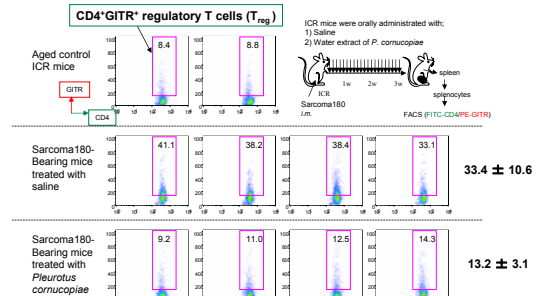 CD4⁺GITR⁺ regulatory T cells (T reg )
ICR mice were orally administrated with;
1) Saline
2) Water extract of P. cornucopiae
Aged control
ICR mice
GITR
CD4
8.4
8.8
1w 2w 3w
ICR
Sarcoma180
i.m.
spleen
splenocytes
FACS (FITC-CD4/PE-GITR)
Sarcoma180-
Bearing mice
treated with
saline
41.1
38.2
38.4
33.1
33.4 ± 10.6
Sarcoma180-
Bearing mice
treated with
Pleurotus
cornucopiae
9.2
11.0
12.5
14.3
13.2 ± 3.1